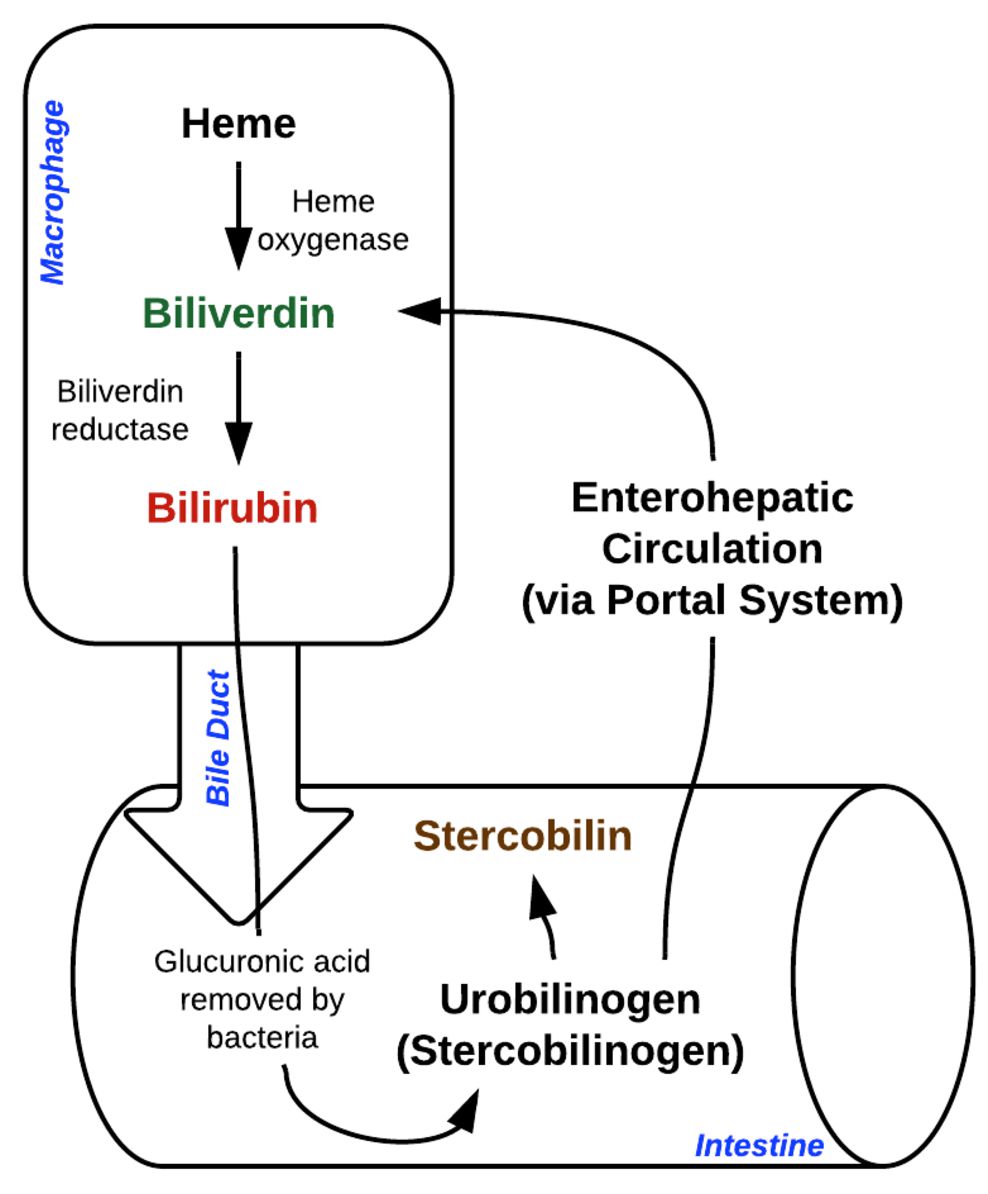 Macrophage
Heme
Heme
oxygenase
Biliverdin
Biliverdin
reductase
Bilirubin
Enterohepatic
Circulation
(via Portal System)
Bile Duct
Stercobilin
Glucuronic acid
removed by
bacteria
Urobilinogen
(Stercobilinogen)
Intestine